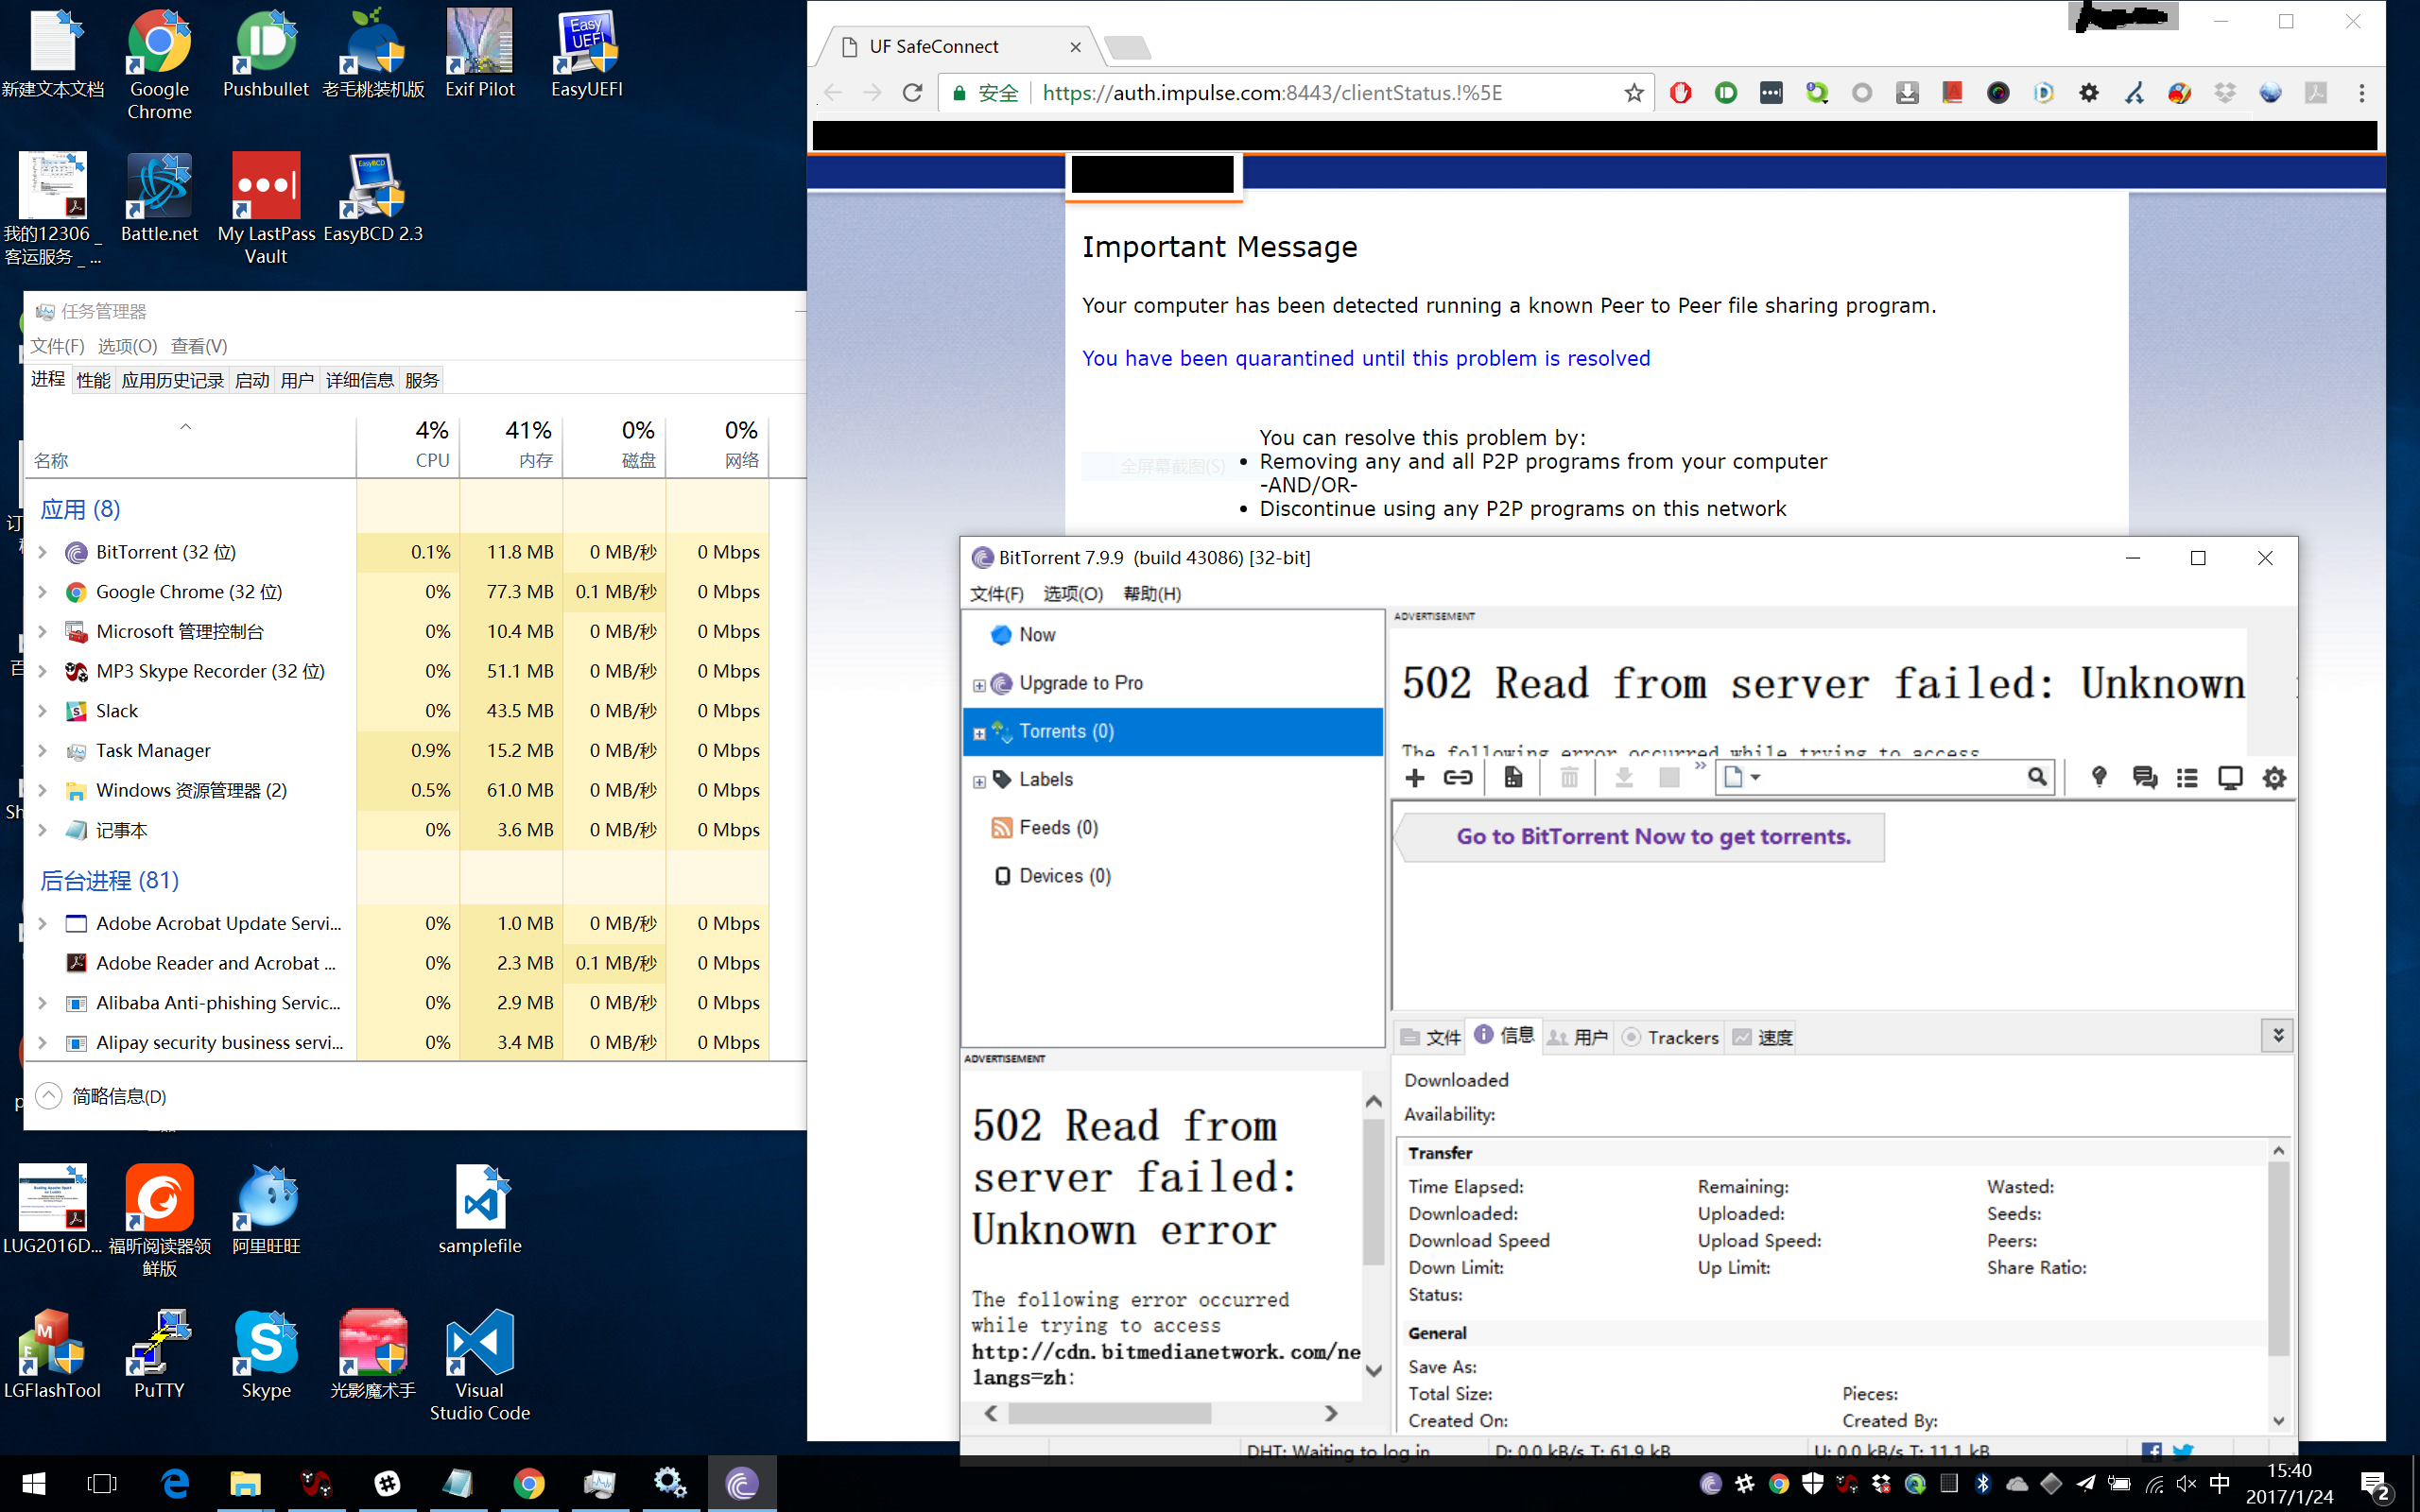 新建文本文档
Google
Chrome
Pushbullet
老毛桃装机版
Exif Pilot
EasyUEFI
我的12306 _
客运服务 _ ...
Battle.net
My LastPass
Vault
EasyBCD 2.3
任务管理器
文件(F) 选项(O) 查看(V)
进程 性能 应用历史记录 启动 用户 详细信息 服务
4% 41% 0% 0%
名称 CPU 内存 磁盘 网络
应用 (8)
BitTorrent (32 位) 0.1% 11.8 MB 0 MB/秒 0 Mbps
Google Chrome (32 位) 0% 77.3 MB 0.1 MB/秒 0 Mbps
Microsoft 管理控制台 0% 10.4 MB 0 MB/秒 0 Mbps
MP3 Skype Recorder (32 位) 0% 51.1 MB 0 MB/秒 0 Mbps
Slack 0% 43.5 MB 0 MB/秒 0 Mbps
Task Manager 0.9% 15.2 MB 0 MB/秒 0 Mbps
Windows 资源管理器 (2) 0.5% 61.0 MB 0 MB/秒 0 Mbps
记事本 0% 3.6 MB 0 MB/秒 0 Mbps
后台进程 (81)
Adobe Acrobat Update Servi... 0% 1.0 MB 0 MB/秒 0 Mbps
Adobe Reader and Acrobat ... 0% 2.3 MB 0.1 MB/秒 0 Mbps
Alibaba Anti-phishing Servic... 0% 2.9 MB 0 MB/秒 0 Mbps
Alipay security business servi... 0% 3.4 MB 0 MB/秒 0 Mbps
简略信息(D)
LUG2016D...
福昕阅读器领
鲜版
阿里旺旺
samplefile
LGFlashTool
PuTTY
Skype
光影魔术手
Visual
Studio Code
UF SafeConnect
安全 https://auth.impulse.com:8443/clientStatus.!%5E
Important Message
Your computer has been detected running a known Peer to Peer file sharing program.
You have been quarantined until this problem is resolved
You can resolve this problem by:
全屏幕截图(S)
Removing any and all P2P programs from your computer
-AND/OR-
Discontinue using any P2P programs on this network
BitTorrent 7.9.9 (build 43086) [32-bit]
文件(F) 选项(O) 帮助(H)
Now
Upgrade to Pro
Torrents (0)
Labels
Feeds (0)
Devices (0)
ADVERTISEMENT
502 Read from server failed: Unknown
The following error occurred while trying to access
Go to BitTorrent Now to get torrents.
ADVERTISEMENT
502 Read from
server failed:
Unknown error
The following error occurred
while trying to access
http://cdn.bitmedianetwork.com/ne
langs=zh:
文件 信息 用户 Trackers 速度
Downloaded
Availability:
Transfer
Time Elapsed: Remaining: Wasted:
Downloaded: Uploaded: Seeds:
Download Speed Upload Speed: Peers:
Down Limit: Up Limit: Share Ratio:
Status:
General
Save As:
Total Size: Pieces:
Created On: Created By:
DHT: Waiting to log in D: 0.0 kB/s T: 61.9 kB U: 0.0 kB/s T: 11.1 kB
中
15:40
2017/1/24
2